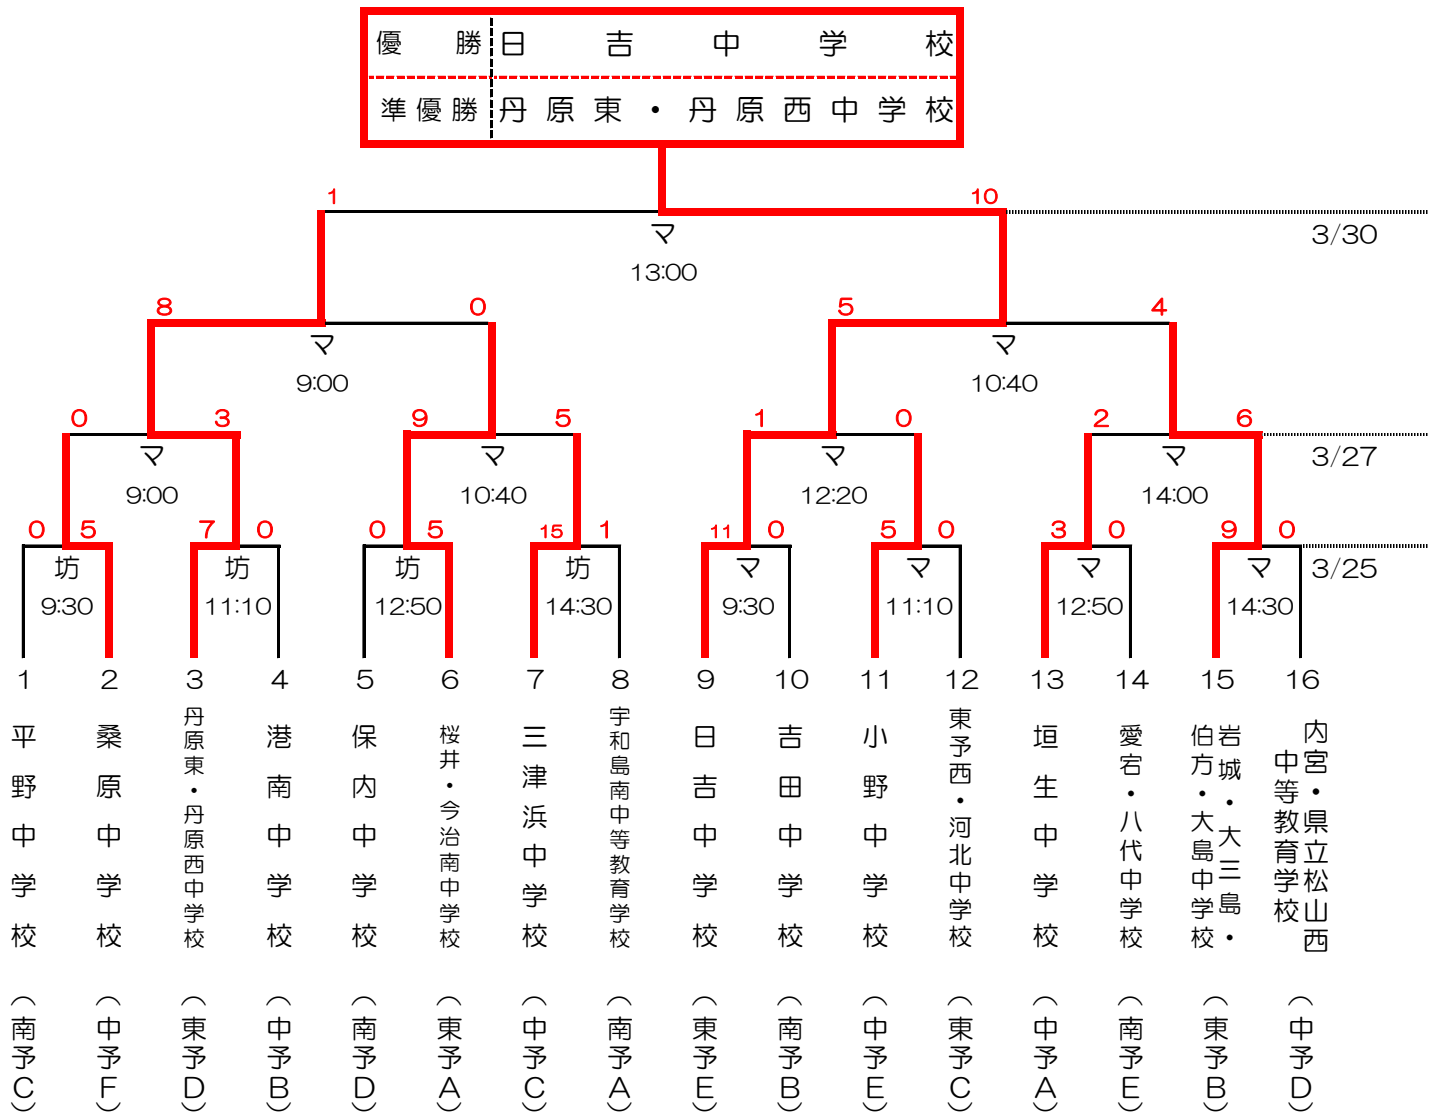 優勝 日吉中学校
準優勝 丹原東・丹原西中学校
1 10
マ 3/30
13:00
8 0 5 4
マ マ
9:00 10:40
0 3 9 5 1 0 2 6
マ マ マ マ 3/27
9:00 10:40 12:20 14:00
0 5 7 0 0 5 15 1 11 0 5 0 3 0 9 0
坊 坊 坊 坊 マ マ マ マ 3/25
9:30 11:10 12:50 14:30 9:30 11:10 12:50 14:30
1 2 3 4 5 6 7 8 9 10 11 12 13 14 15 16
平野中学校（南予C）
桑原中学校（中予F）
丹原東・丹原西中学校（東予D）
港南中学校（中予B）
保内中学校（南予D）
桜井・今治南中学校（東予A）
三津浜中学校（中予C）
宇和島南中等教育学校（南予A）
日吉中学校（東予E）
吉田中学校（南予B）
小野中学校（中予E）
東予西・河北中学校（東予C）
垣生中学校（中予A）
愛宕・八代中学校（南予E）
岩城・大三島・
伯方・大島中学校（東予B）
内宮・県立松山西
中等教育学校（中予D）